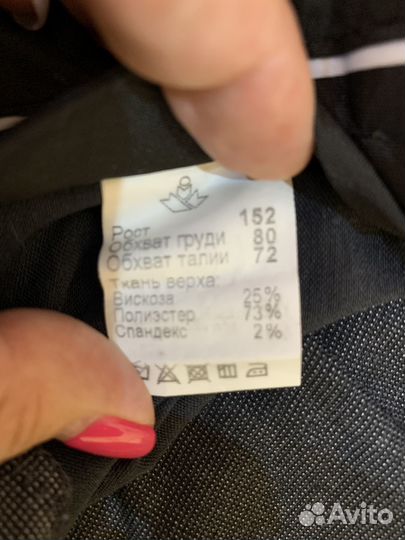 Рост 152
Обхват груди 80
Обхват талии 72
Ткань верха:
Вискоза 25%
Полиэстер 73%
Спандекс 2%
Avito